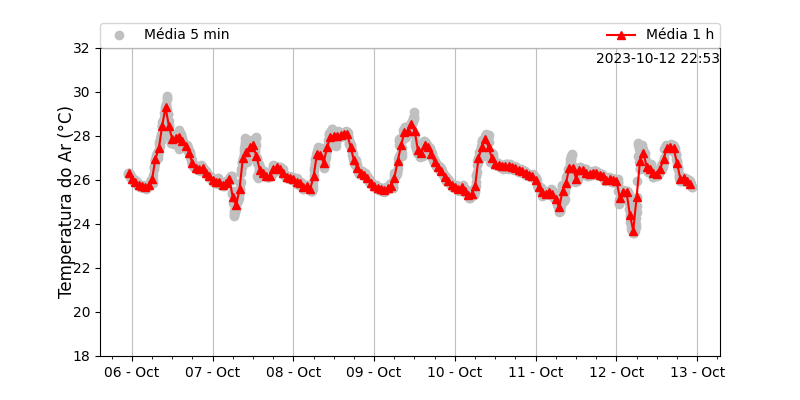 Média 5 min
Média 1 h
2023-10-12 22:53
Temperatura do Ar (°C)
32
30
28
26
24
22
20
18
06 - Oct
07 - Oct
08 - Oct
09 - Oct
10 - Oct
11 - Oct
12 - Oct
13 - Oct